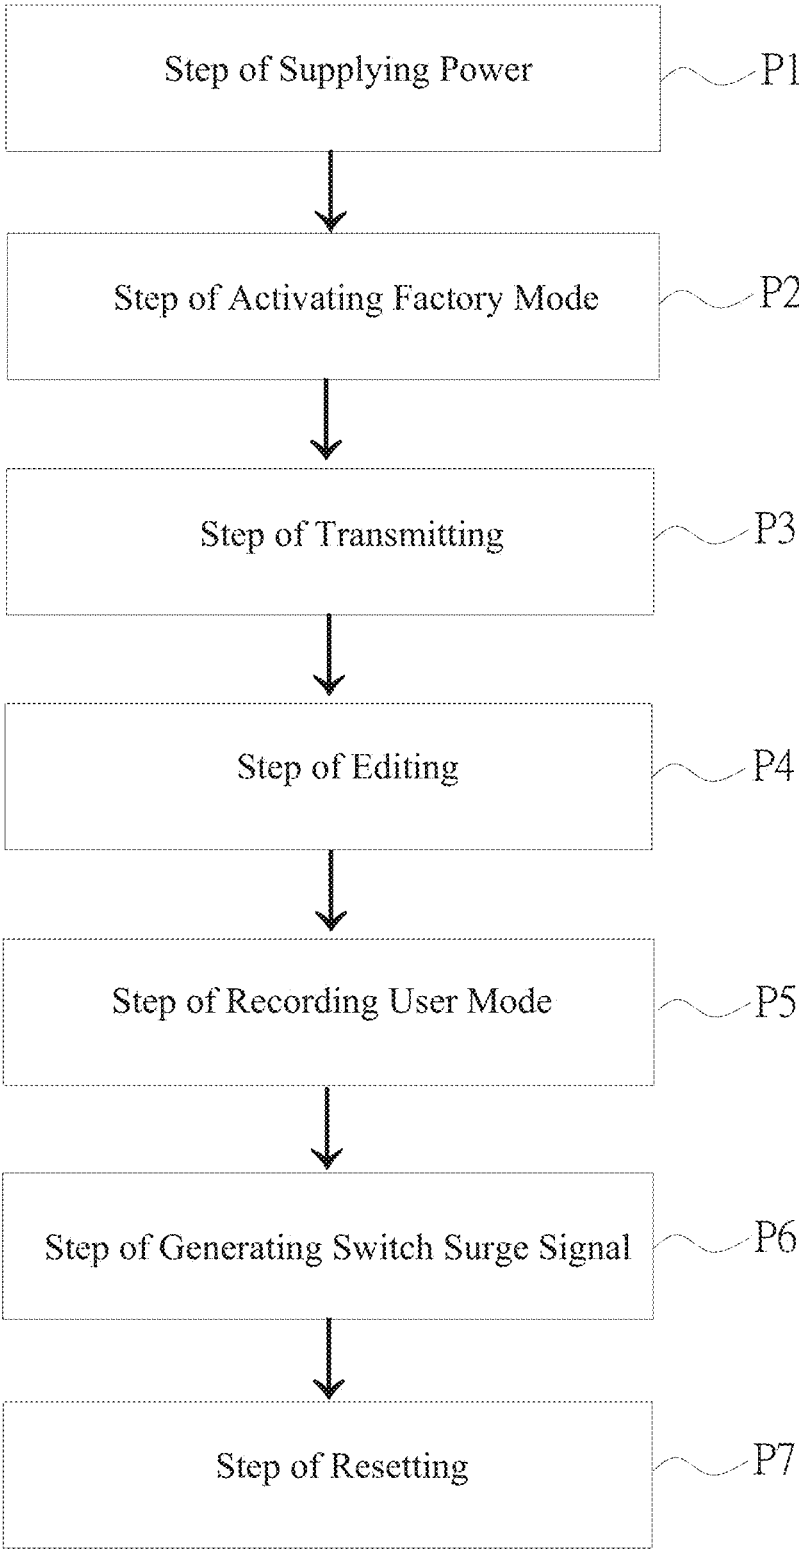 Step of Supplying Power
P1
Step of Activating Factory Mode
P2
Step of Transmitting
P3
Step of Editing
P4
Step of Recording User Mode
P5
Step of Generating Switch Surge Signal
P6
Step of Resetting
P7